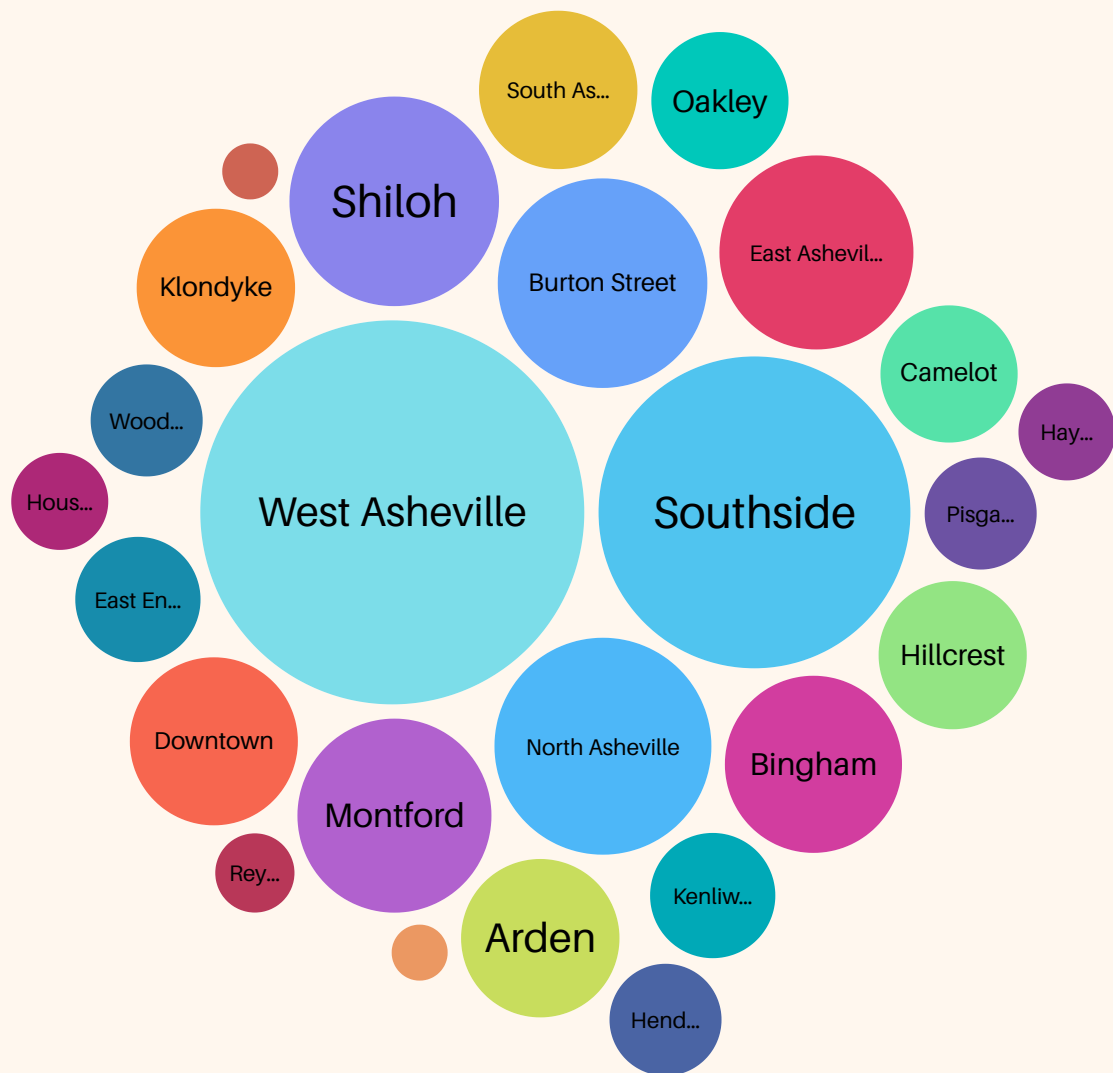 South As...
Oakley
Shiloh
East Ashevil...
Burton Street
Klondyke
Camelot
Wood...
Hay...
Hous...
West Asheville
Southside
Pisga...
East En...
Hillcrest
Downtown
North Asheville
Bingham
Montford
Rey...
Kenliw...
Arden
Hend...